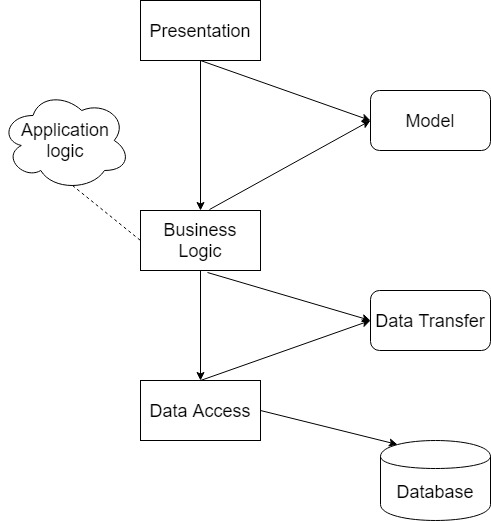 Presentation
Model
Application
logic
Business
Logic
Data Transfer
Data Access
Database